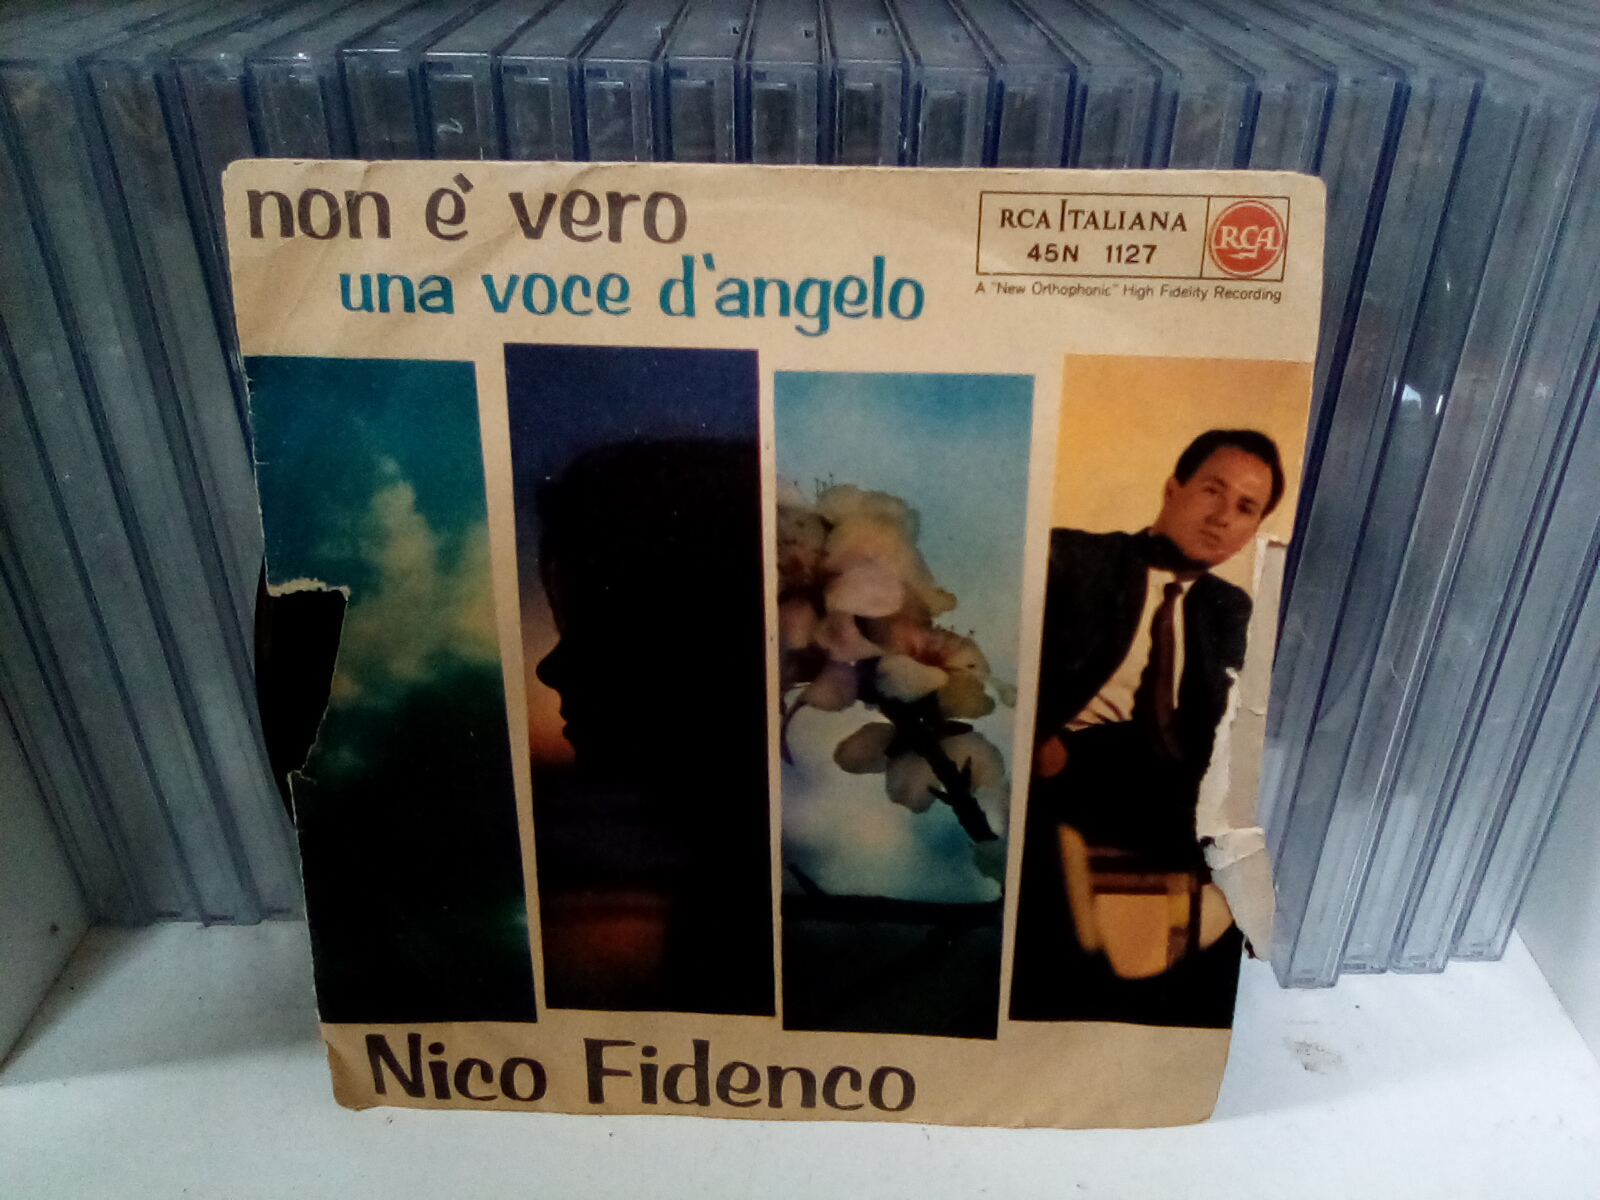 non è vero
una voce d'angelo
RCA ITALIANA
45N 1127
RCA
A "New Orthophonic" High Fidelity Recording
Nico Fidenco